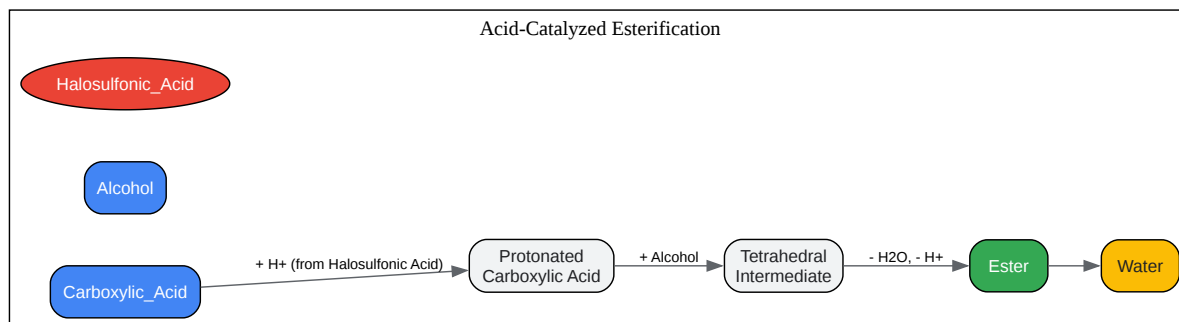 Acid-Catalyzed Esterification
Halosulfonic_Acid
Alcohol
Carboxylic_Acid
+ H+ (from Halosulfonic Acid)
Protonated
Carboxylic Acid
+ Alcohol
Tetrahedral
Intermediate
- H2O, - H+
Ester
Water